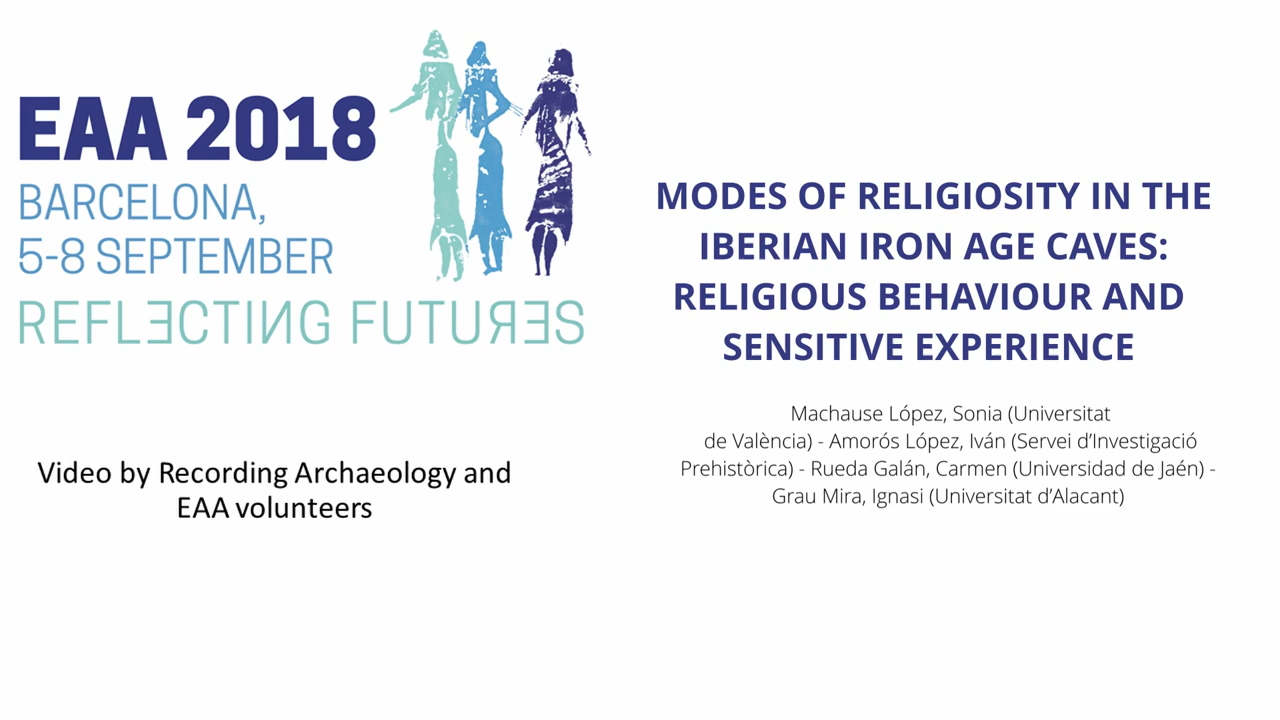 EAA 2018
BARCELONA,
5-8 SEPTEMBER
REFLECTING FUTURES
Video by Recording Archaeology and
EAA volunteers
MODES OF RELIGIOSITY IN THE
IBERIAN IRON AGE CAVES:
RELIGIOUS BEHAVIOUR AND
SENSITIVE EXPERIENCE
Machause López, Sonia (Universitat
de València) - Amorós López, Iván (Servei d’Investigació
Prehistòrica) - Rueda Galán, Carmen (Universidad de Jaén) -
Grau Mira, Ignasi (Universitat d’Alacant)